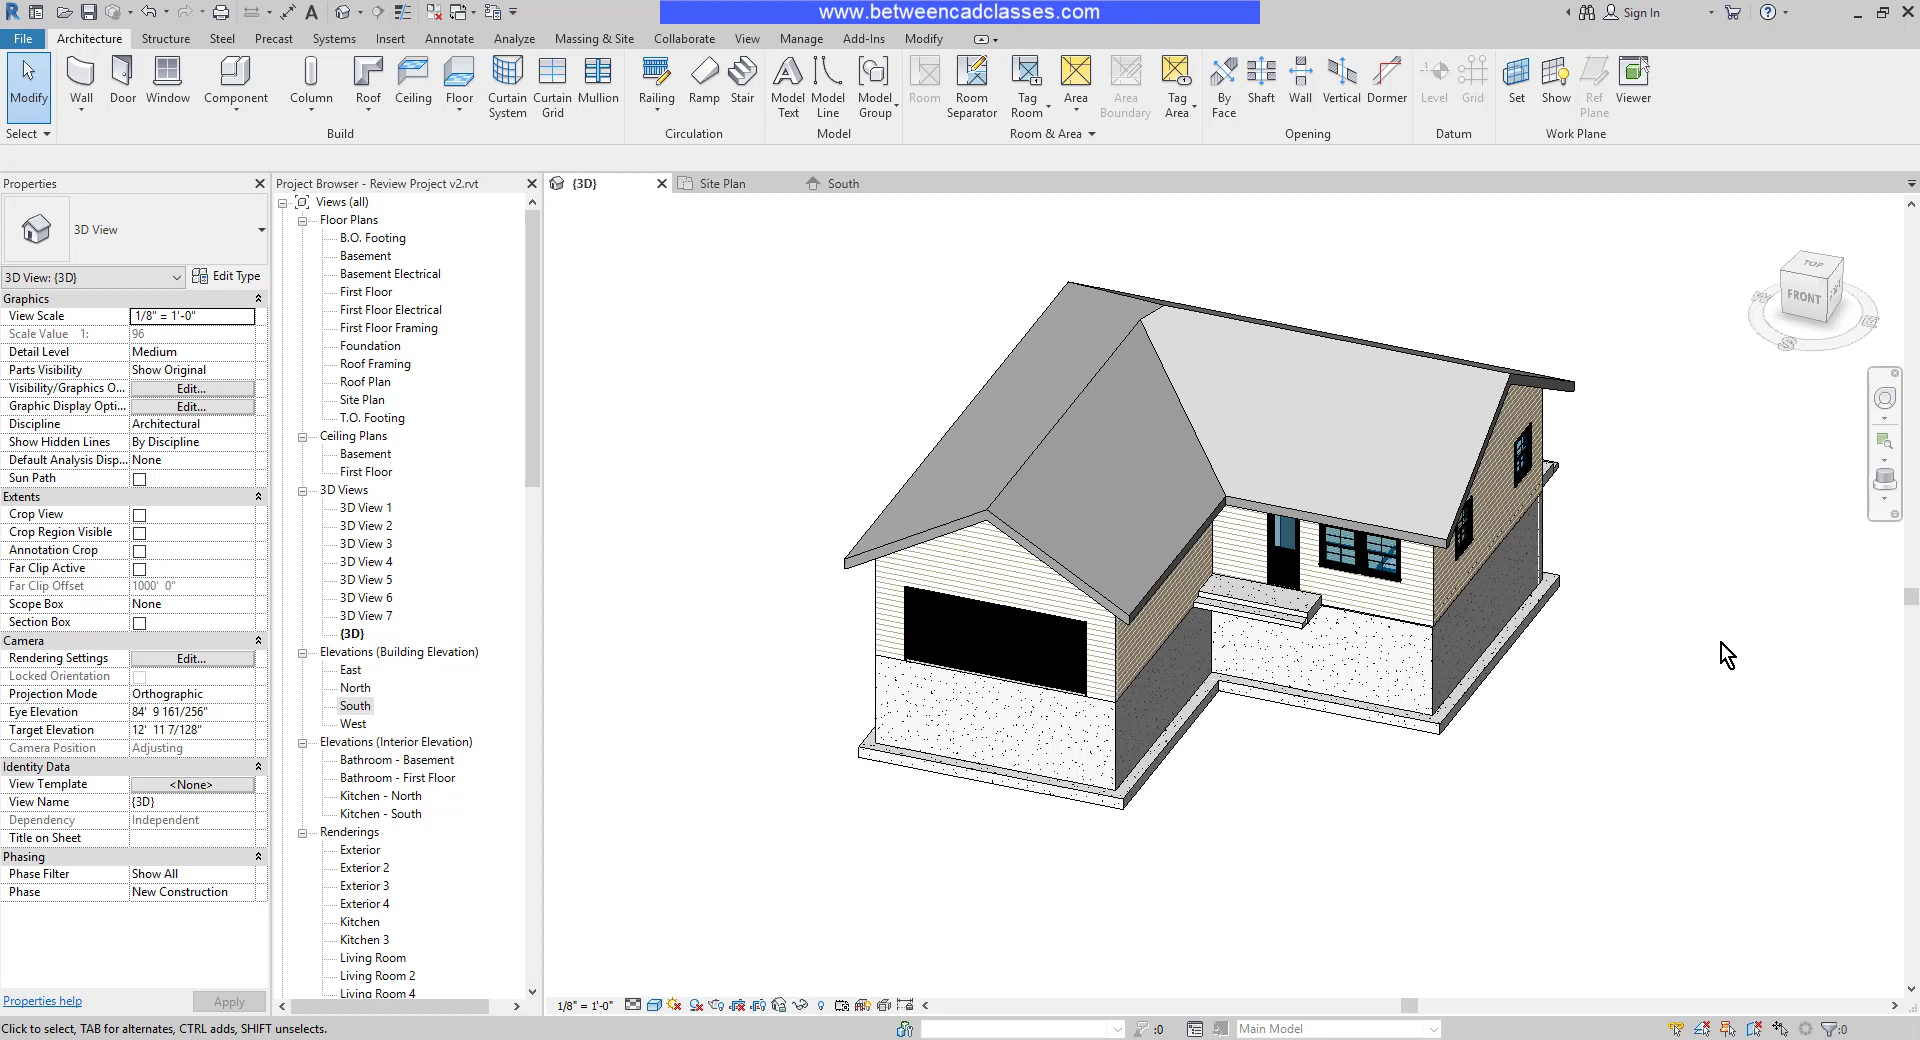 www.betweencadclasses.com
Sign In
File Architecture Structure Steel Precast Systems Insert Annotate Analyze Massing & Site Collaborate View Manage Add-Ins Modify
Modify Wall Door Window Component Column Roof Ceiling Floor Curtain System Curtain Grid Mullion Railing Ramp Stair Model Text Model Line Model Group Room Room Separator Tag Room Area Area Boundary Tag Area By Face Shaft Wall Vertical Dormer Level Grid Set Show Ref Plane Viewer
Select Build Circulation Model Room & Area Opening Datum Work Plane
Properties
3D View
3D View: {3D} Edit Type
Graphics
View Scale 1/8" = 1'-0"
Scale Value 1: 96
Detail Level Medium
Parts Visibility Show Original
Visibility/Graphics O... Edit...
Graphic Display Opti... Edit...
Discipline Architectural
Show Hidden Lines By Discipline
Default Analysis Disp... None
Sun Path
Extents
Crop View
Crop Region Visible
Annotation Crop
Far Clip Active
Far Clip Offset 1000' 0"
Scope Box None
Section Box
Camera
Rendering Settings Edit...
Locked Orientation
Projection Mode Orthographic
Eye Elevation 84' 9 161/256"
Target Elevation 12' 11 7/128"
Camera Position Adjusting
Identity Data
View Template <None>
View Name {3D}
Dependency Independent
Title on Sheet
Phasing
Phase Filter Show All
Phase New Construction
Properties help Apply
Project Browser - Review Project v2.rvt
Views (all)
Floor Plans
B.O. Footing
Basement
Basement Electrical
First Floor
First Floor Electrical
First Floor Framing
Foundation
Roof Framing
Roof Plan
Site Plan
T.O. Footing
Ceiling Plans
Basement
First Floor
3D Views
3D View 1
3D View 2
3D View 3
3D View 4
3D View 5
3D View 6
3D View 7
{3D}
Elevations (Building Elevation)
East
North
South
West
Elevations (Interior Elevation)
Bathroom - Basement
Bathroom - First Floor
Kitchen - North
Kitchen - South
Renderings
Exterior
Exterior 2
Exterior 3
Exterior 4
Kitchen
Kitchen 3
Living Room
Living Room 2
Living Room 4
{3D} Site Plan South
TOP
FRONT
S
E
1/8" = 1'-0"
Click to select, TAB for alternates, CTRL adds, SHIFT unselects.
:0
Main Model
:0